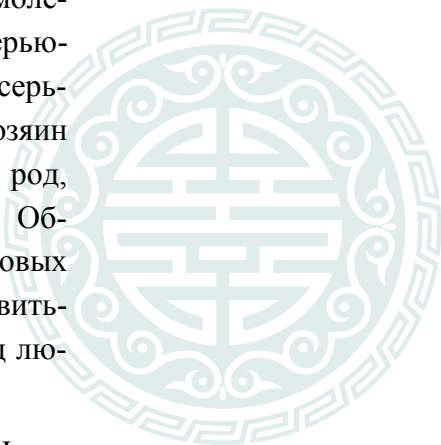 моле-
ерью-
серь-
озяин
род,
Об-
овых
вить-
лю-